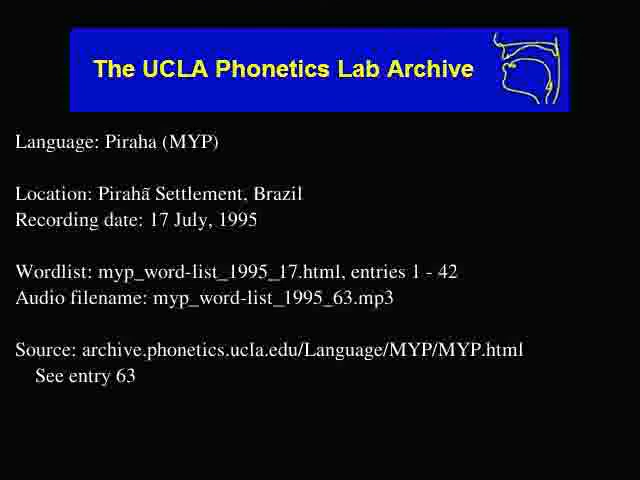 The UCLA Phonetics Lab Archive
Language: Piraha (MYP)
Location: Pirahã Settlement, Brazil
Recording date: 17 July, 1995
Wordlist: myp_word-list_1995_17.html, entries 1 - 42
Audio filename: myp_word-list_1995_63.mp3
Source: archive.phonetics.ucla.edu/Language/MYP/MYP.html
See entry 63